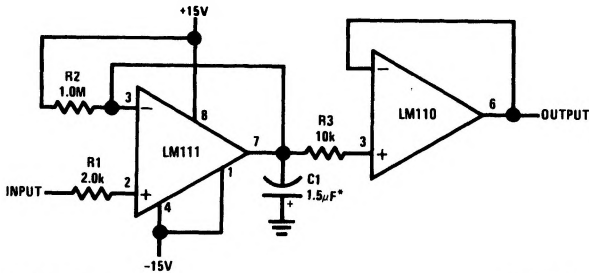 +15V
R2
1.0M
3
−
8
LM111
7
R1
2.0k
INPUT
2
+
4
1
−15V
R3
10k
C1
1.5μF*
+
−
LM110
3
+
6
OUTPUT